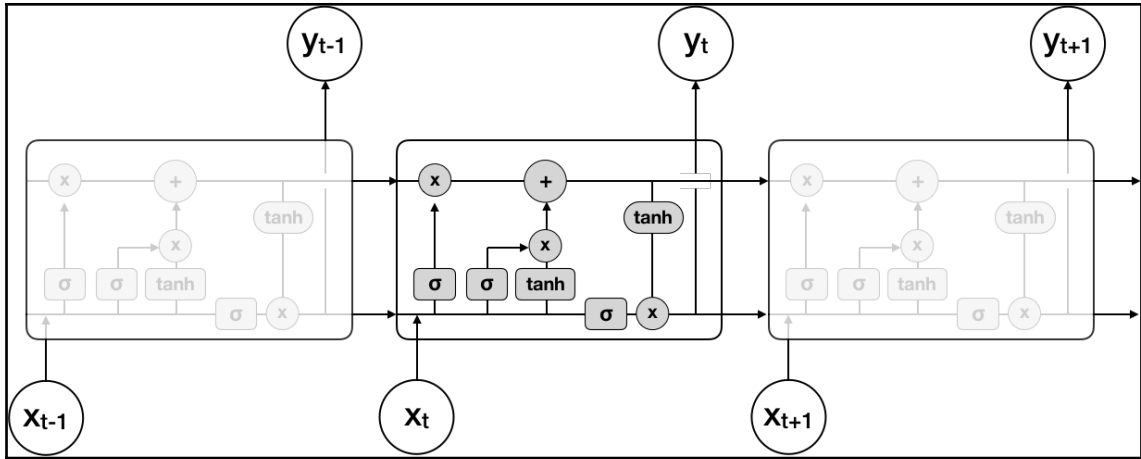 yt-1 yt yt+1
x + x + x +
tanh tanh tanh
x x x
σ σ tanh σ σ tanh σ σ tanh
σ x σ x σ x
xt-1 xt xt+1